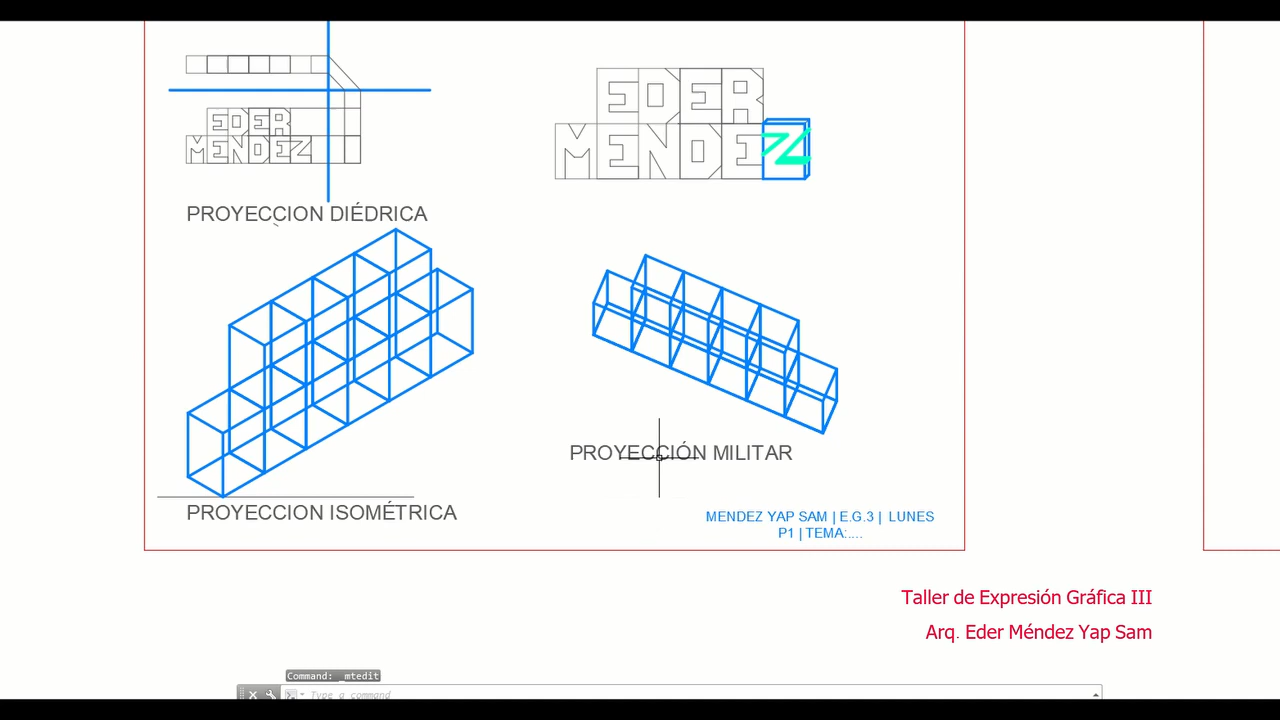 EDER
MENDEZ
EDER
MENDEZ
PROYECCION DIÉDRICA
PROYECCIÓN MILITAR
PROYECCION ISOMÉTRICA
MENDEZ YAP SAM | E.G.3 | LUNES
P1 | TEMA:....
Taller de Expresión Gráfica III
Arq. Eder Méndez Yap Sam
Command: _mtedit
Type a command